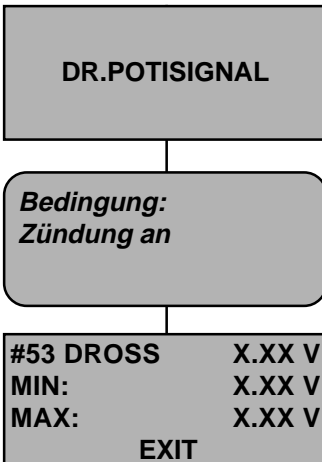 DR.POTISIGNAL
Bedingung:
Zündung an
#53 DROSS X.XX V
MIN: X.XX V
MAX: X.XX V
EXIT